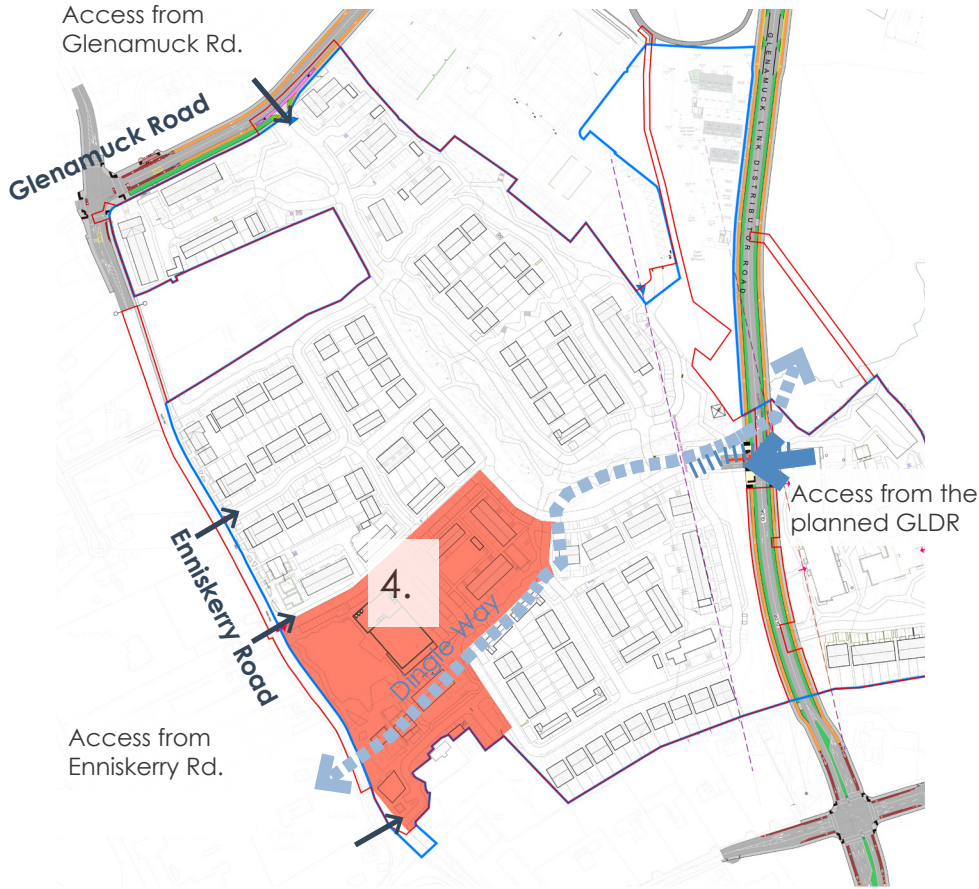 Access from
Glenamuck Rd.
Glenamuck Road
GLENAMUCK LINK DISTRIBUTOR ROAD
Access from the
planned GLDR
Enniskerry Road
4.
Dingle Way
Access from
Enniskerry Rd.